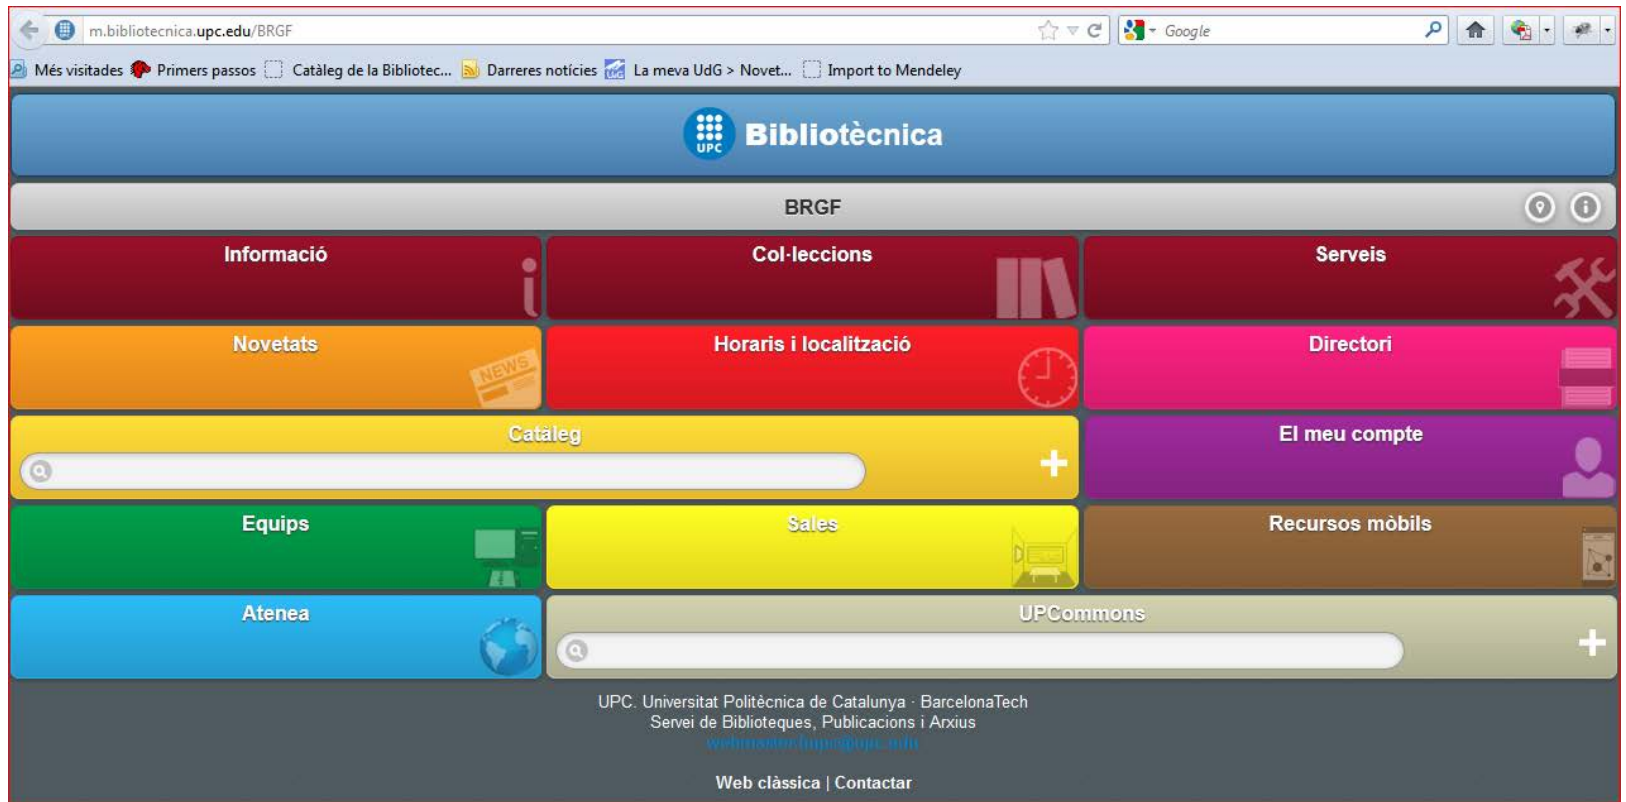 m.bibliotecnica.upc.edu/BRGF
Google
Més visitades Primers passos Catàleg de la Bibliotec... Darreres notícies La meva UdG > Novet... Import to Mendeley
UPC
Bibliotècnica
BRGF
Informació
Col·leccions
Serveis
Novetats
NEWS
Horaris i localització
Directori
Catàleg
El meu compte
Equips
Sales
Recursos mòbils
Atenea
UPCommons
UPC. Universitat Politècnica de Catalunya · BarcelonaTech
Servei de Biblioteques, Publicacions i Arxius
Web clàssica | Contactar